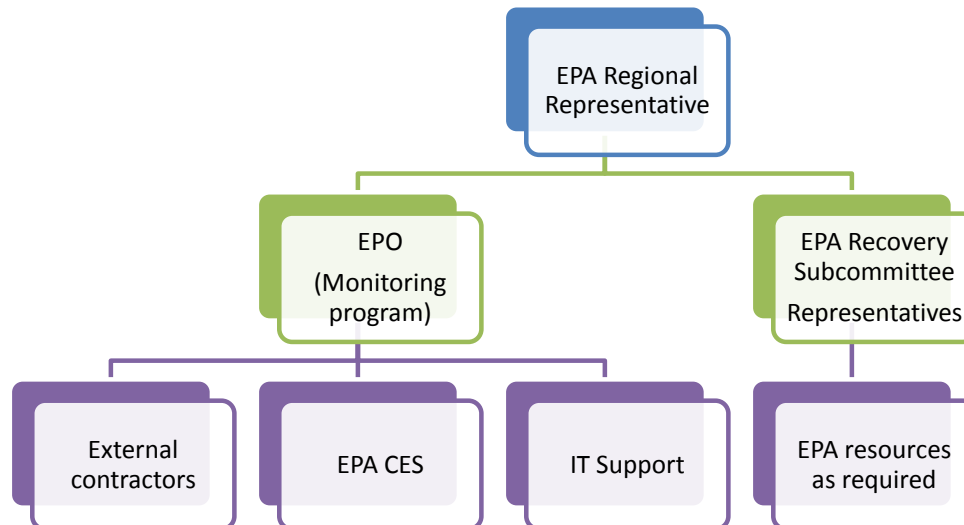 EPA Regional
Representative
EPO
(Monitoring
program)
EPA Recovery
Subcommittee
Representatives
External
contractors
EPA CES
IT Support
EPA resources
as required